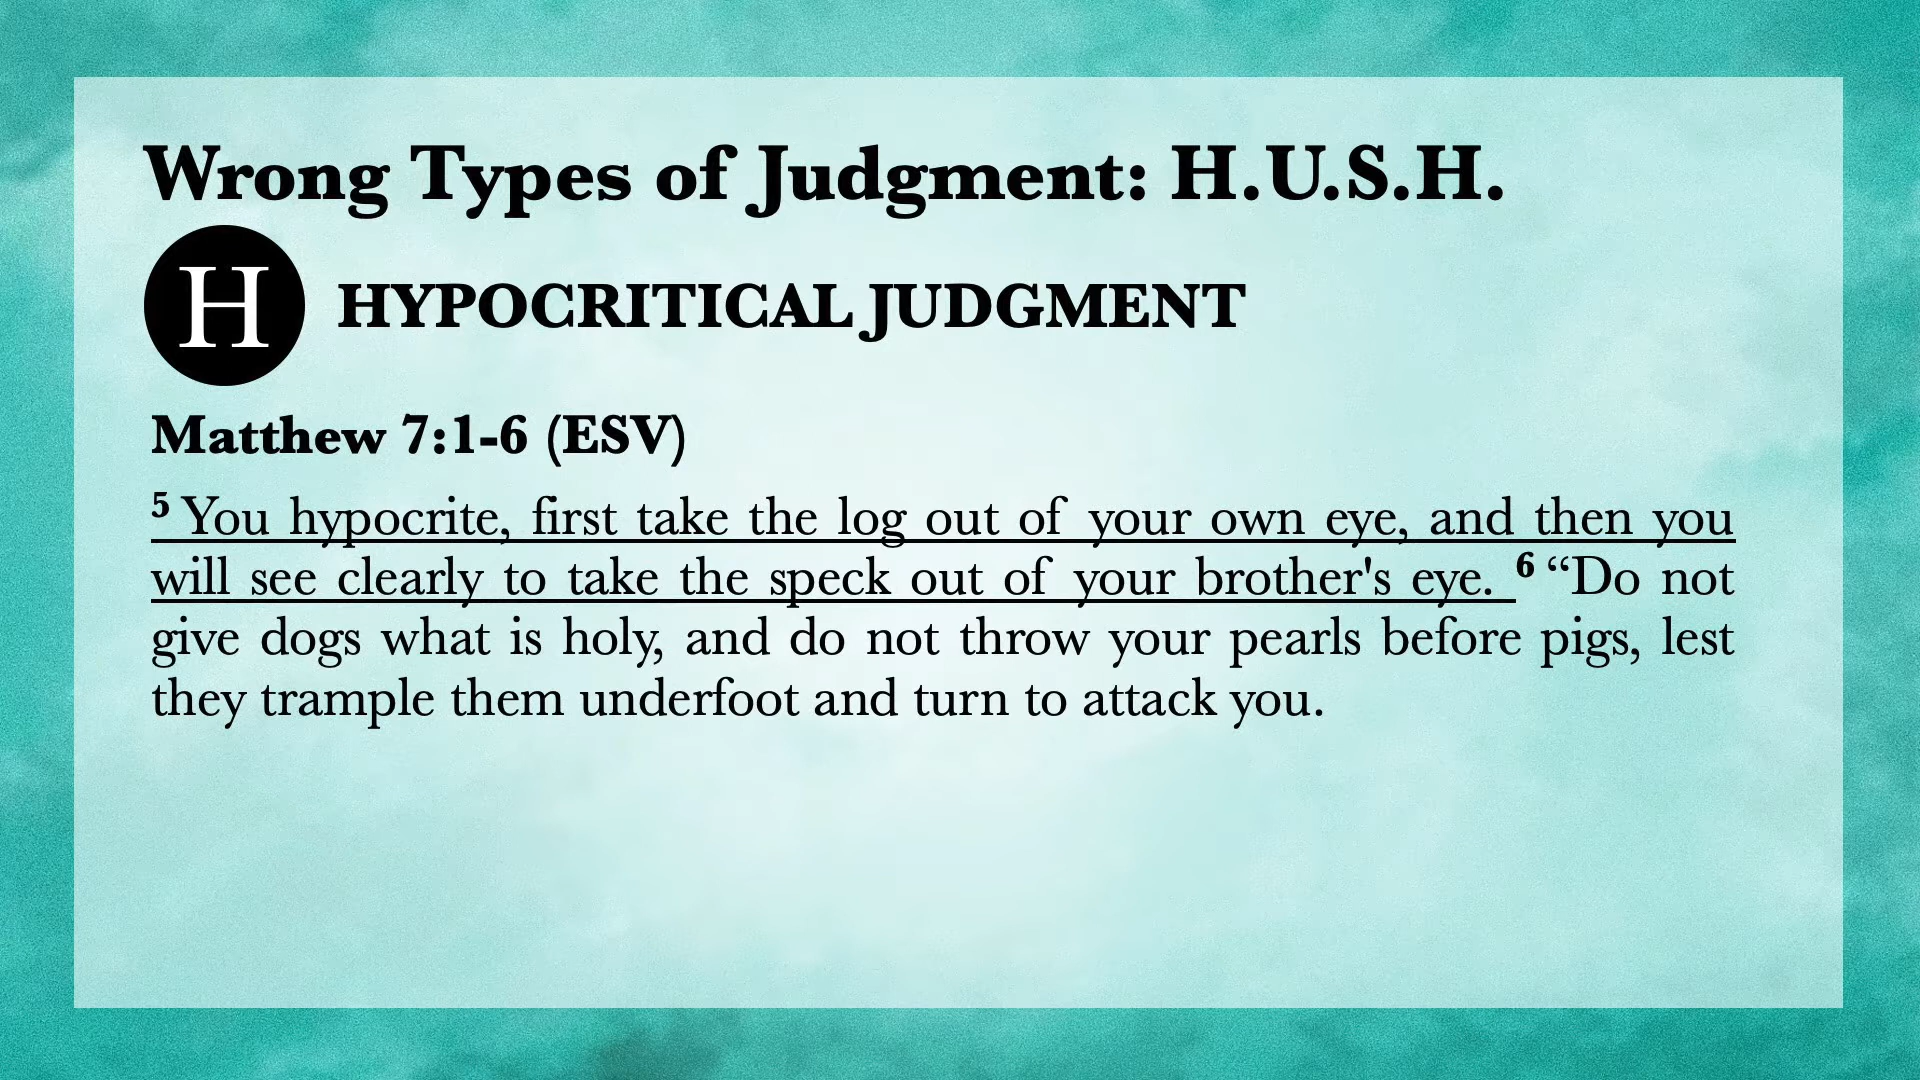 Wrong Types of Judgment: H.U.S.H.
H HYPOCRITICAL JUDGMENT
Matthew 7:1-6 (ESV)
5 You hypocrite, first take the log out of your own eye, and then you
will see clearly to take the speck out of your brother's eye. 6 “Do not
give dogs what is holy, and do not throw your pearls before pigs, lest
they trample them underfoot and turn to attack you.